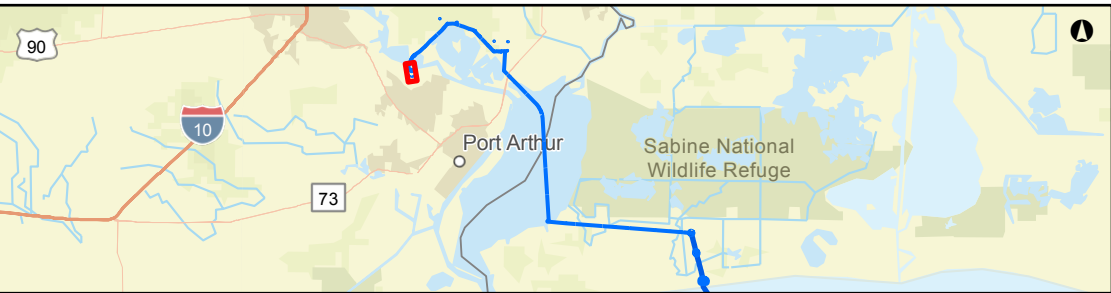 90
10
Port Arthur
Sabine National
Wildlife Refuge
73